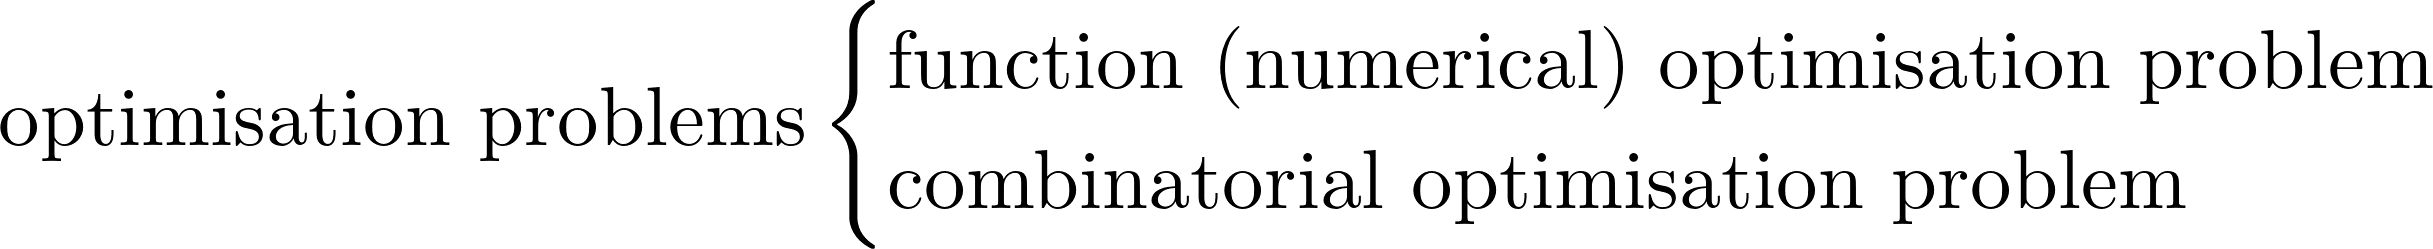 optimisation problems
function (numerical) optimisation problem
combinatorial optimisation problem